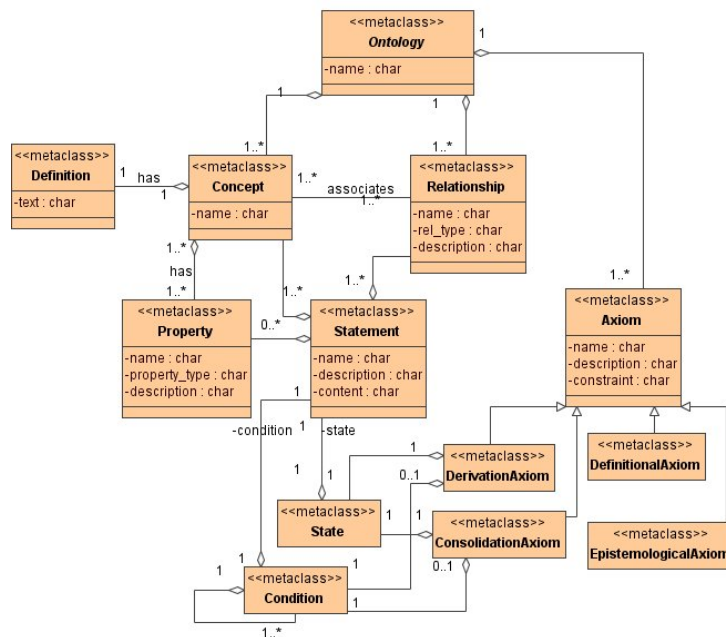 <<metaclass>>
Ontology
-name : char
1
1
1
1..*
1..*
<<metaclass>>
Definition
-text : char
1
has
1
<<metaclass>>
Concept
-name : char
1..*
associates
1..*
<<metaclass>>
Relationship
-name : char
-rel_type : char
-description : char
1..*
has
1..*
1..*
1..*
1..*
<<metaclass>>
Property
-name : char
-property_type : char
-description : char
0..*
<<metaclass>>
Statement
-name : char
-description : char
-content : char
<<metaclass>>
Axiom
-name : char
-description : char
-constraint : char
1
-condition
1
-state
1
1
<<metaclass>>
DerivationAxiom
<<metaclass>>
DefinitionalAxiom
0..1
1
<<metaclass>>
State
1
1
<<metaclass>>
ConsolidationAxiom
<<metaclass>>
EpistemologicalAxiom
0..1
1
1
1
<<metaclass>>
Condition
1
1..*